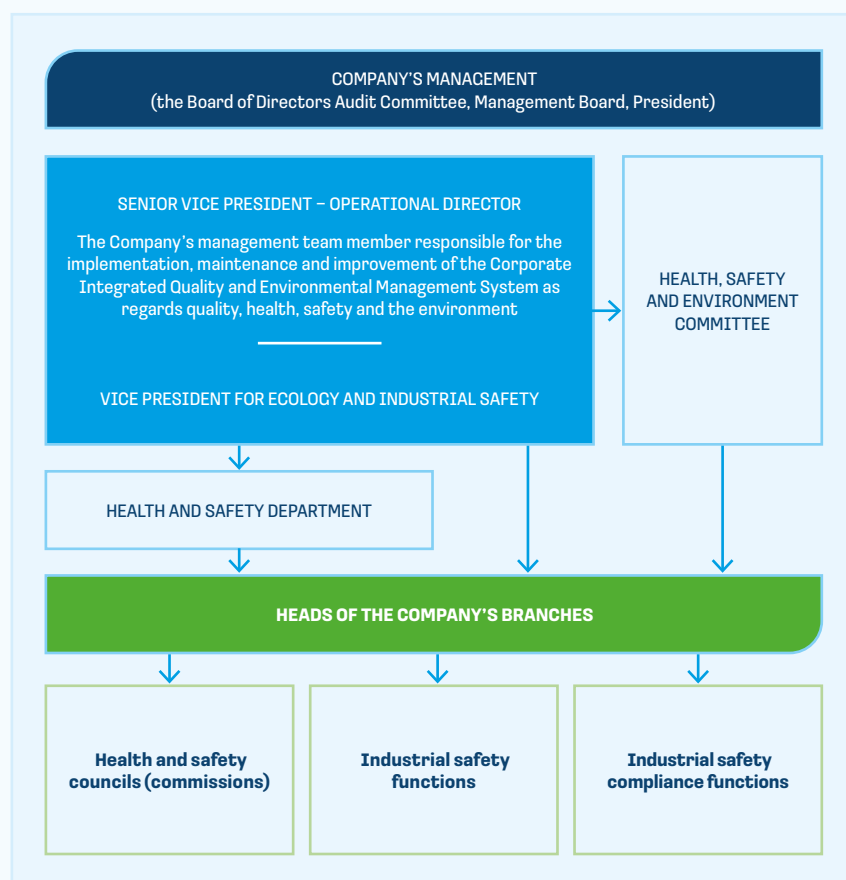 COMPANY’S MANAGEMENT
(the Board of Directors Audit Committee, Management Board, President)
SENIOR VICE PRESIDENT – OPERATIONAL DIRECTOR
The Company’s management team member responsible for the
implementation, maintenance and improvement of the Corporate
Integrated Quality and Environmental Management System as
regards quality, health, safety and the environment
VICE PRESIDENT FOR ECOLOGY AND INDUSTRIAL SAFETY
HEALTH, SAFETY
AND ENVIRONMENT
COMMITTEE
HEALTH AND SAFETY DEPARTMENT
HEADS OF THE COMPANY’S BRANCHES
Health and safety
councils (commissions)
Industrial safety
functions
Industrial safety
compliance functions